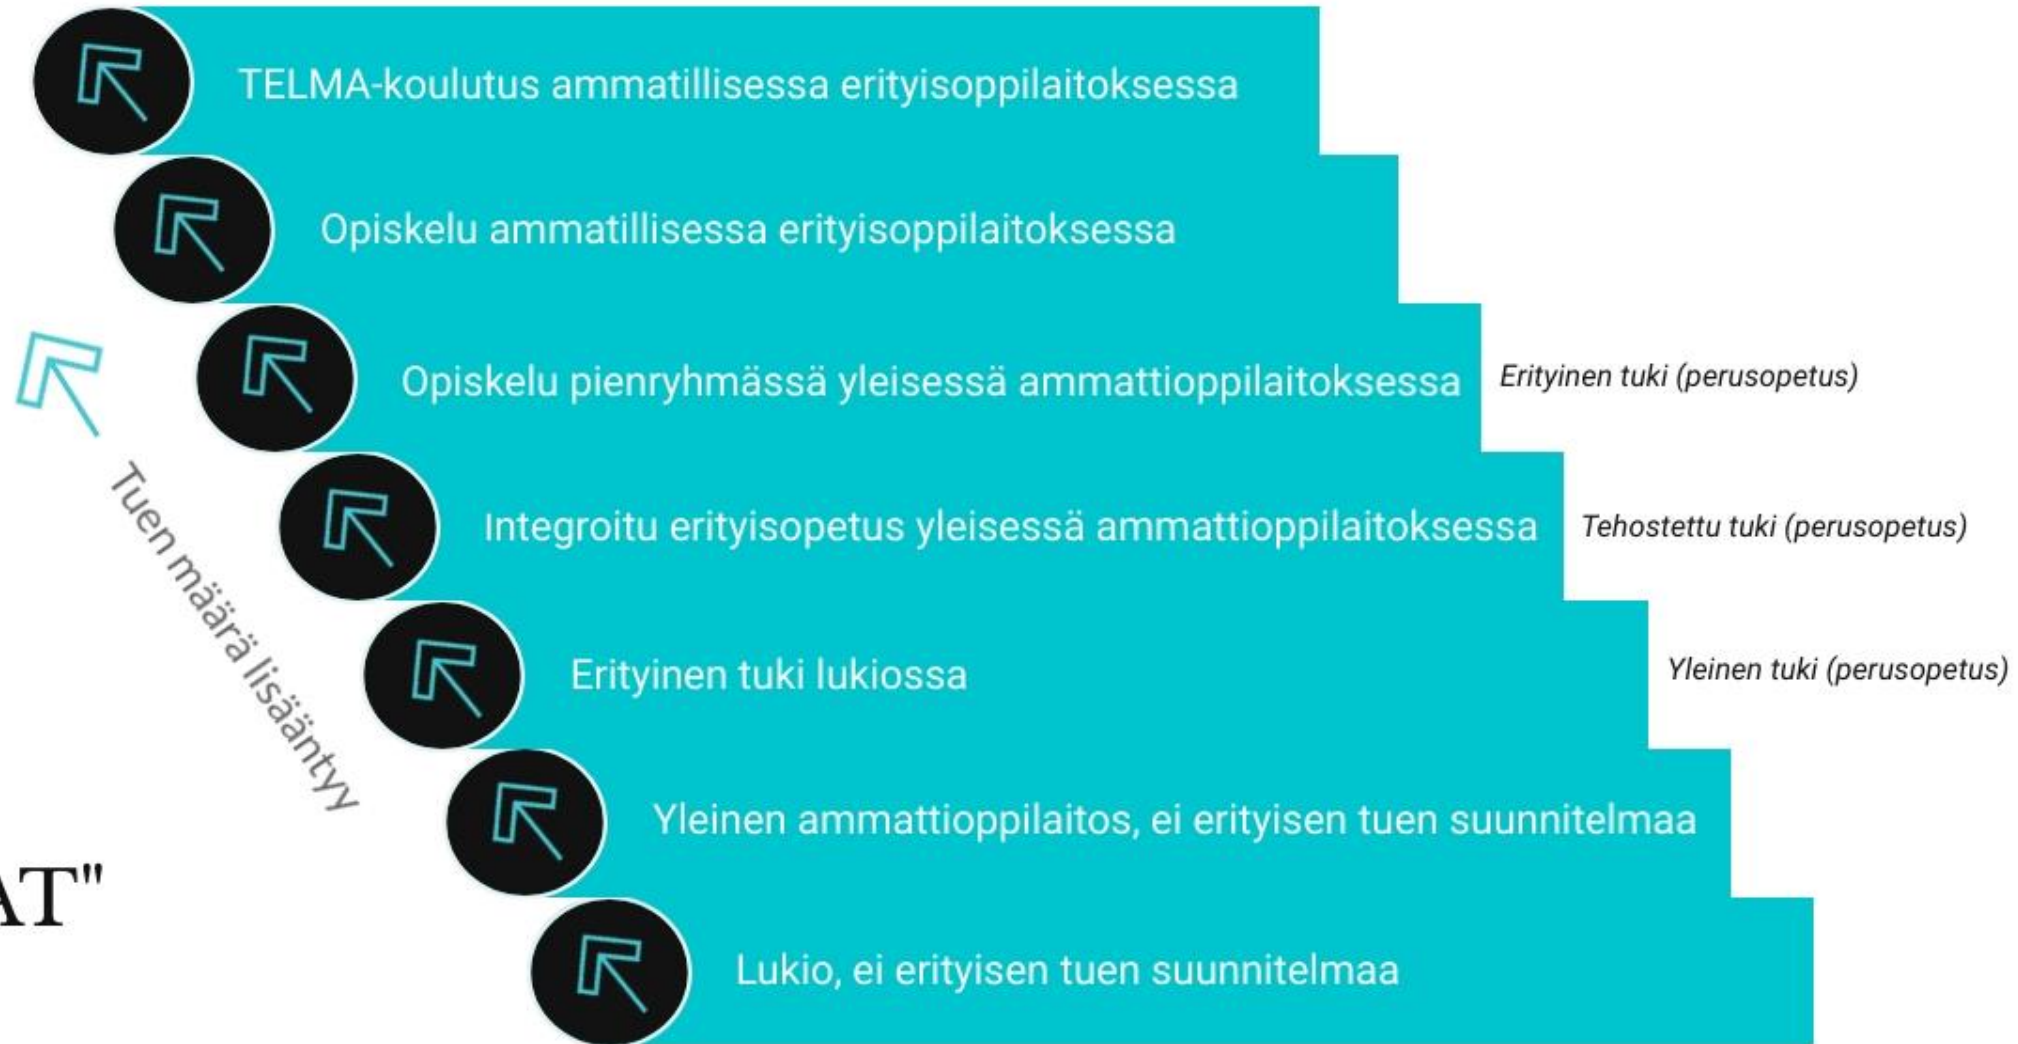 TELMA-koulutus ammatillisessa erityisoppilaitoksessa
Opiskelu ammatillisessa erityisoppilaitoksessa
Opiskelu pienryhmässä yleisessä ammattioppilaitoksessa
Erityinen tuki (perusopetus)
Integroitu erityisopetus yleisessä ammattioppilaitoksessa
Tehostettu tuki (perusopetus)
Tuen määrä lisääntyy
Erityinen tuki lukiossa
Yleinen tuki (perusopetus)
Yleinen ammattioppilaitos, ei erityisen tuen suunnitelmaa
AT"
Lukio, ei erityisen tuen suunnitelmaa